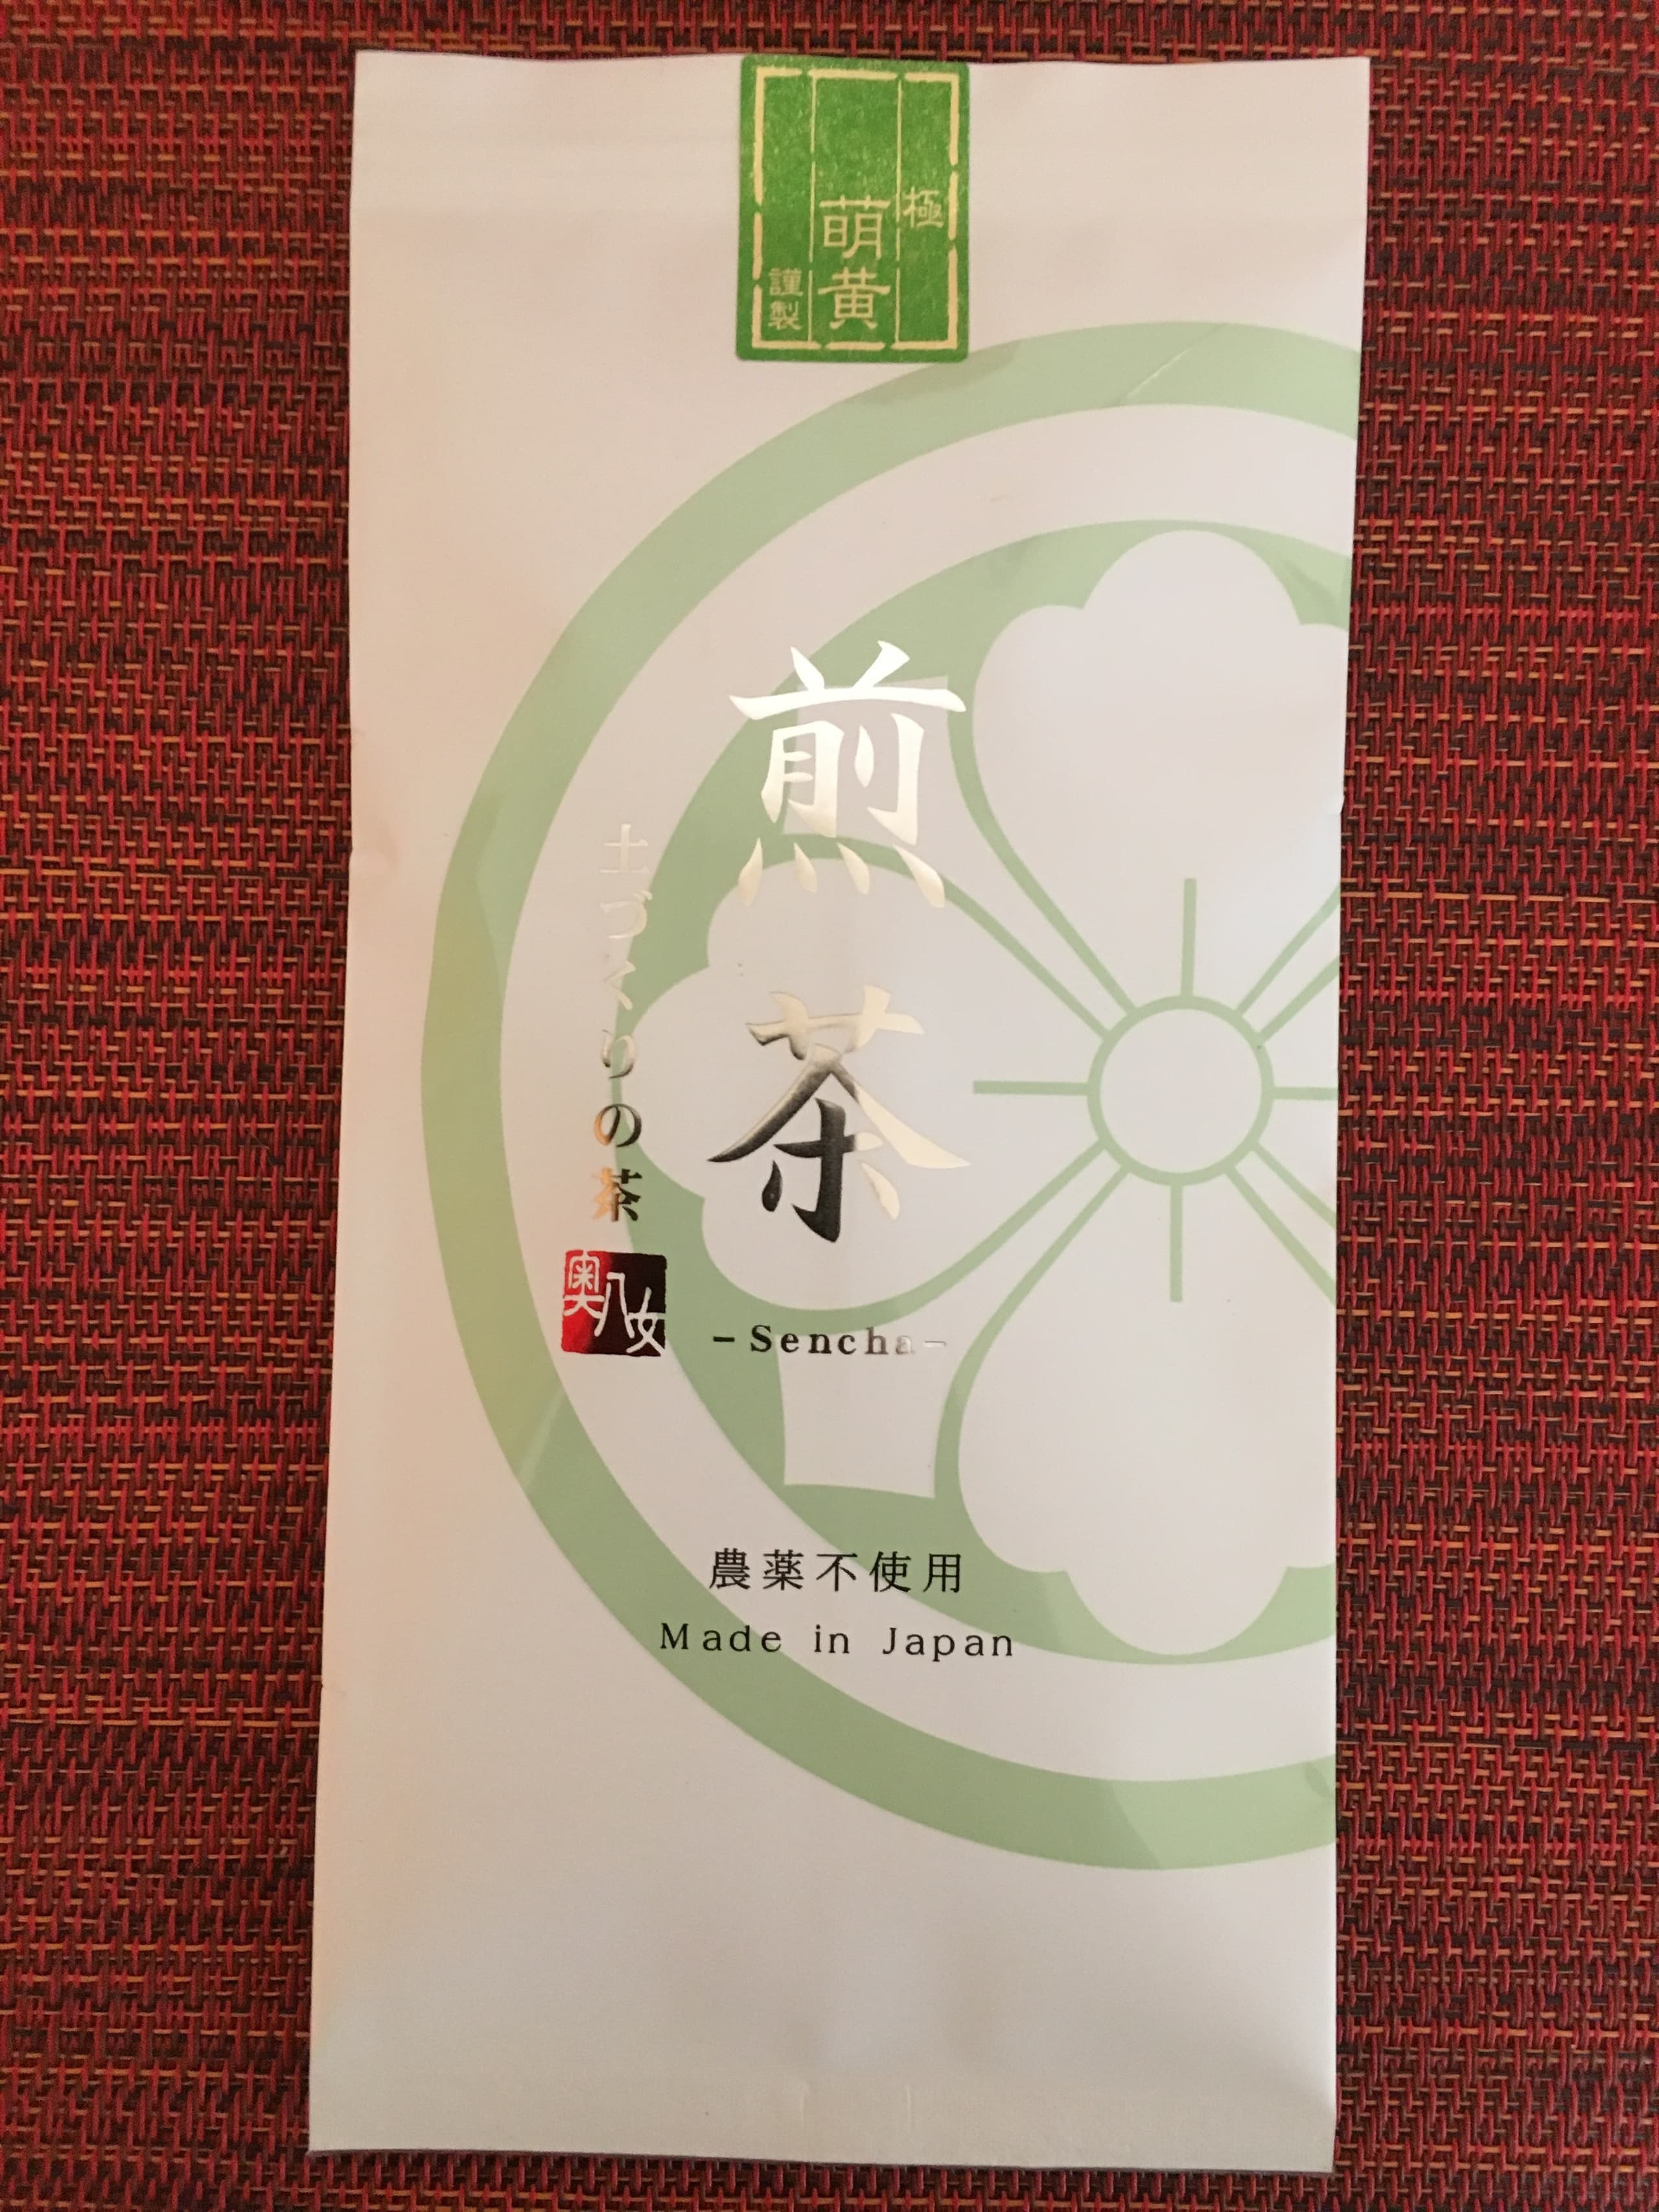 極
萌黄
謹製
煎茶
土づくりの茶
奥八女
－Sencha－
農薬不使用
Made in Japan